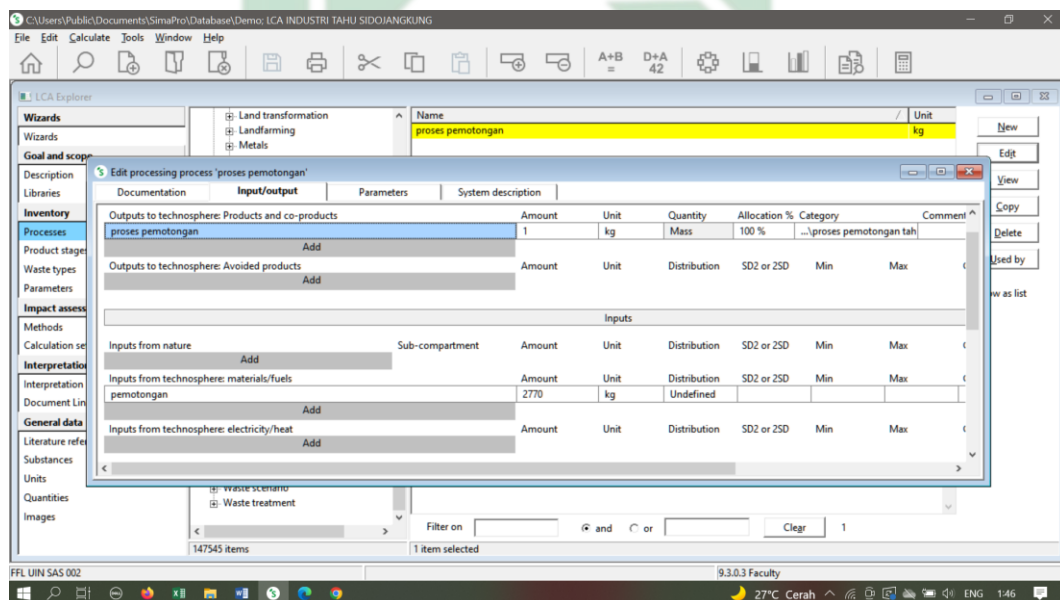 C:\Users\Public\Documents\SimaPro\Database\Demo; LCA INDUSTRI TAHU SIDOJANGKUNG
File Edit Calculate Tools Window Help
A+B
=
D+A
42
LCA Explorer
Wizards
Wizards
Goal and scope
Description
Libraries
Inventory
Processes
Product stages
Waste types
Parameters
Impact assess
Methods
Calculation se
Interpretation
Interpretation
Document Lin
General data
Literature refe
Substances
Units
Quantities
Images
Land transformation
Landfarming
Metals
Name / Unit
proses pemotongan kg
New
Edit
View
Copy
Delete
Used by
ow as list
Edit processing process 'proses pemotongan'
Documentation Input/output Parameters System description
Outputs to technosphere: Products and co-products Amount Unit Quantity Allocation % Category Comment
proses pemotongan 1 kg Mass 100 % ...\proses pemotongan tah
Add
Outputs to technosphere: Avoided products Amount Unit Distribution SD2 or 2SD Min Max
Add
Inputs
Inputs from nature Sub-compartment Amount Unit Distribution SD2 or 2SD Min Max
Add
Inputs from technosphere: materials/fuels Amount Unit Distribution SD2 or 2SD Min Max
pemotongan 2770 kg Undefined
Add
Inputs from technosphere: electricity/heat Amount Unit Distribution SD2 or 2SD Min Max
Add
Waste scenario
Waste treatment
Filter on and or Clear 1
147545 items 1 item selected
FFL UIN SAS 002 9.3.0.3 Faculty
27°C Cerah ENG 1:46